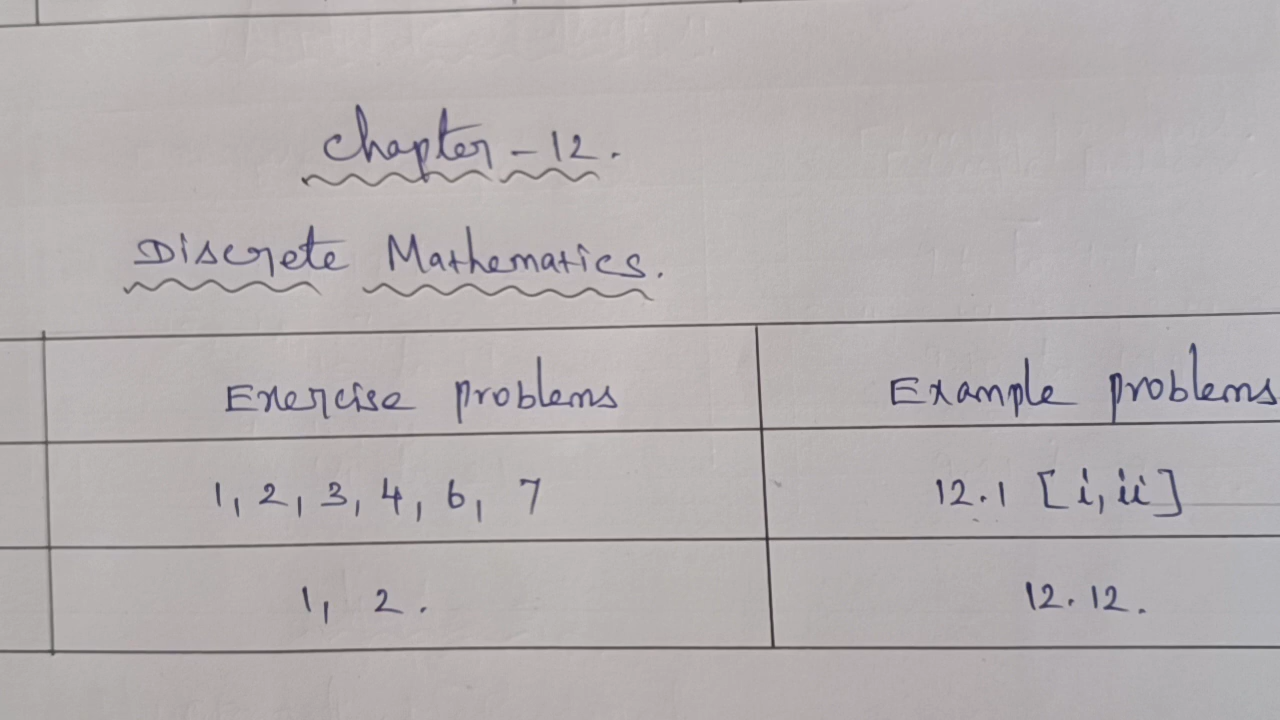 Chapter - 12.
Discrete Mathematics.
Exercise problems Example problems
1, 2, 3, 4, 6, 7 12.1 [i, ii]
1, 2. 12.12.